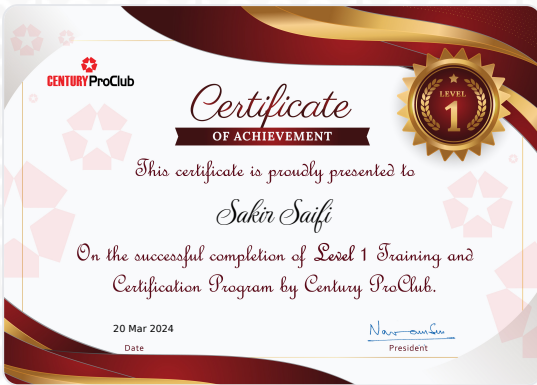 CENTURY ProClub
LEVEL
1
Certificate
OF ACHIEVEMENT
This certificate is proudly presented to
Sakir Saifi
On the successful completion of Level 1 Training and
Certification Program by Century ProClub.
20 Mar 2024
Date
President